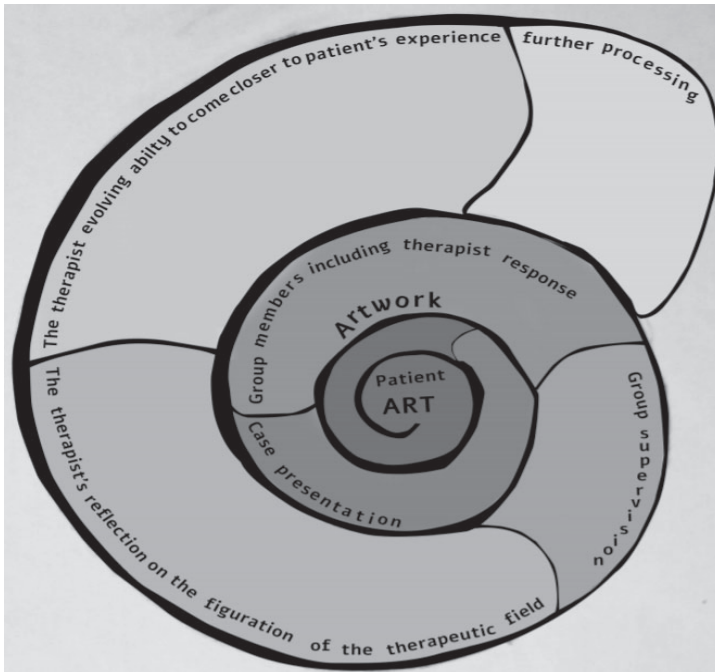 The therapist evolving abilty to come closer to patient's experience
further processing
Group members including therapist response
Artwork
Patient
ART
Case presentation
Group supervision
The therapist's reflection on the figuration of the therapeutic field